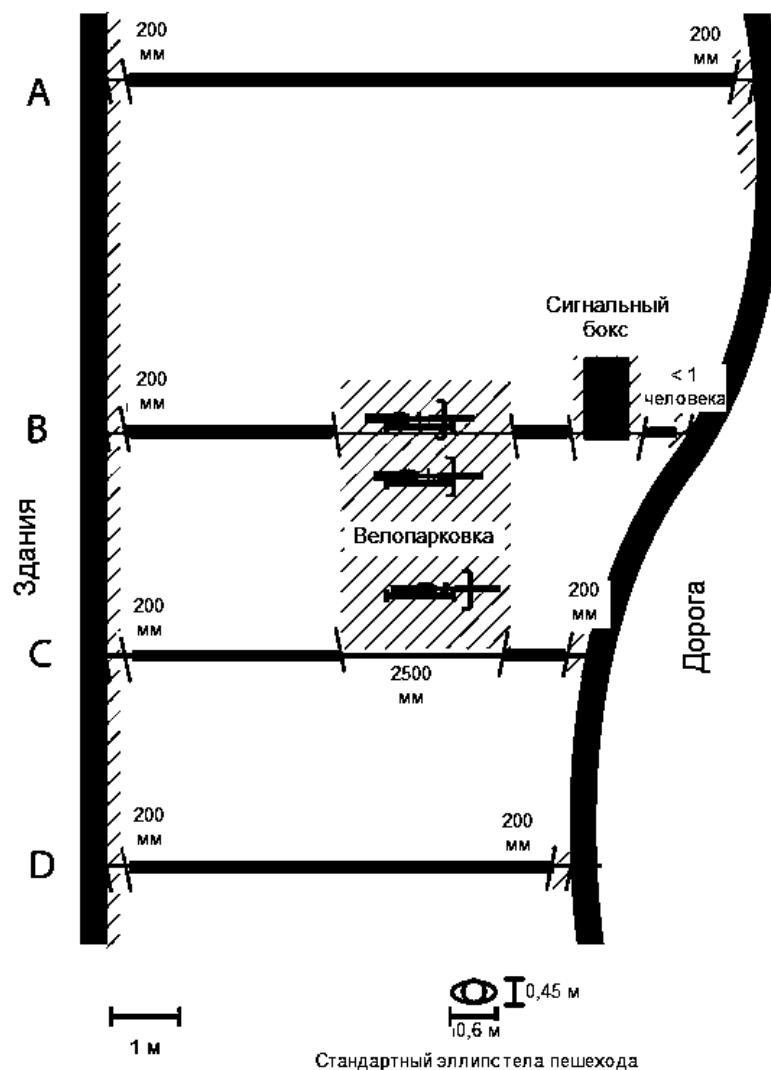 200
мм
200
мм
A
Сигнальный
бокс
< 1
человека
200
мм
B
Велопарковка
Здания
200
мм
200
мм
Дорога
C
2500
мм
200
мм
200
мм
D
0,45 м
0,6 м
1 м
Стандартный эллипс тела пешехода